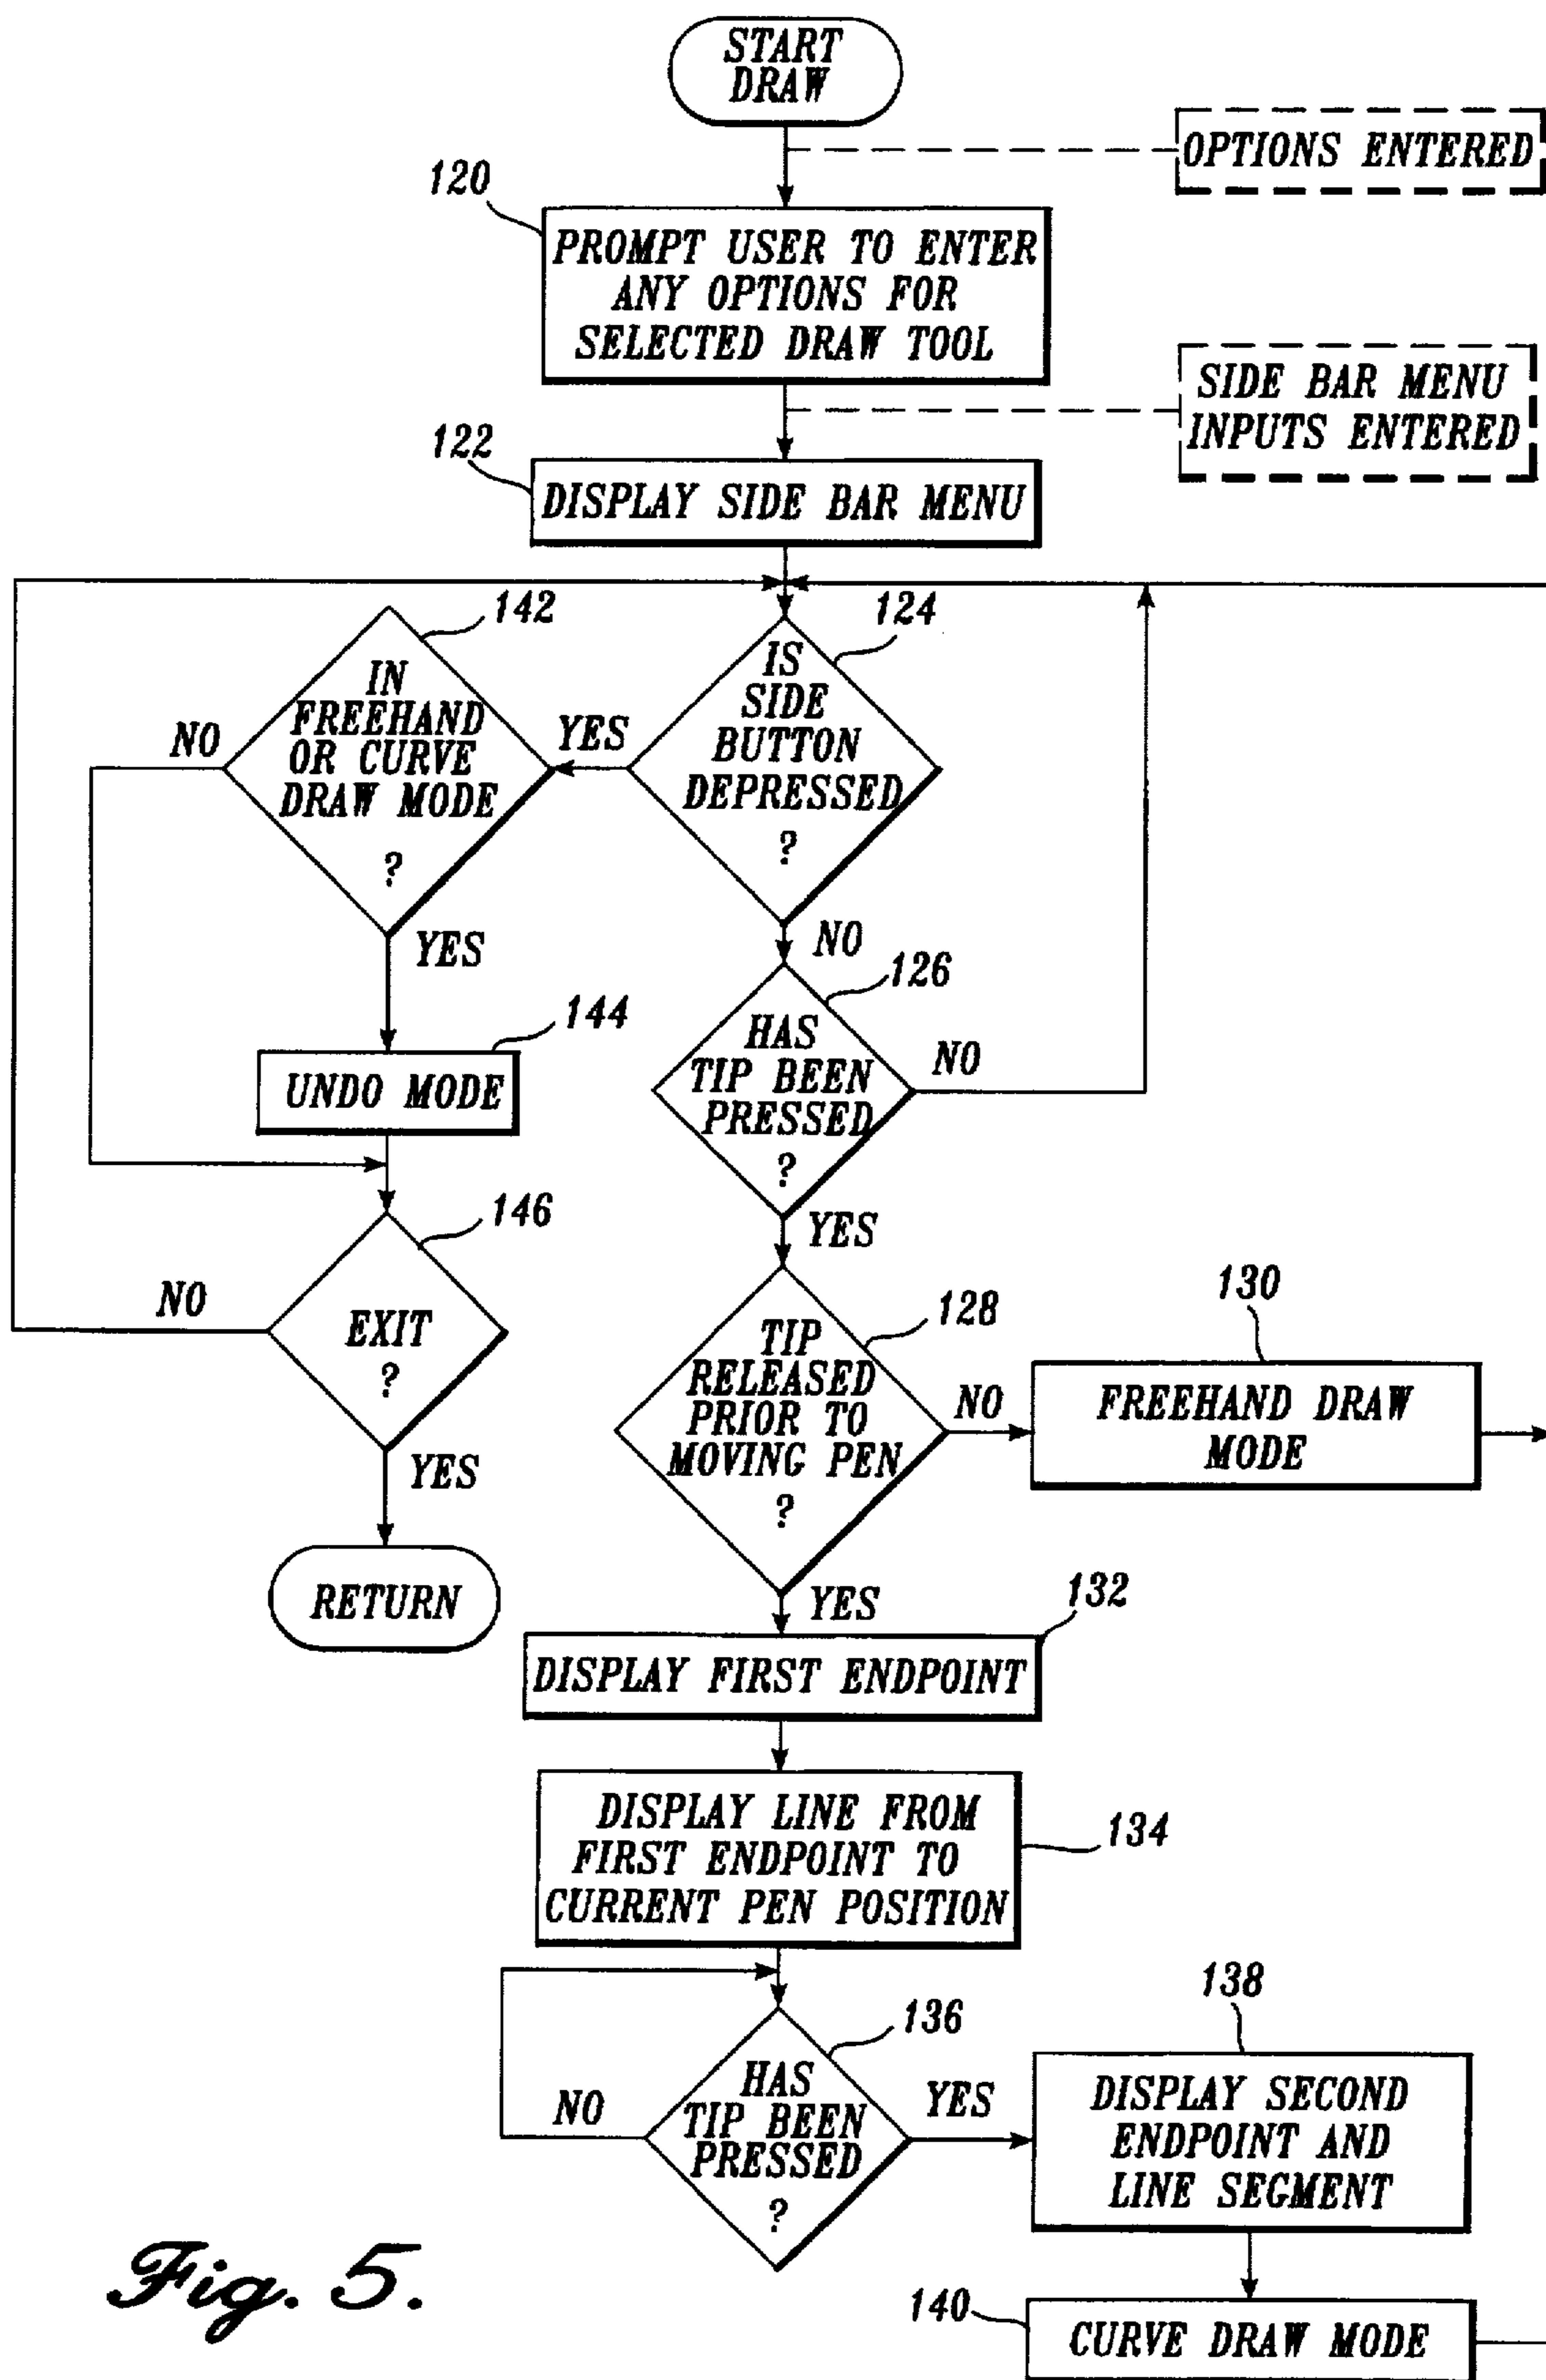 START
DRAW
OPTIONS ENTERED
120
PROMPT USER TO ENTER
ANY OPTIONS FOR
SELECTED DRAW TOOL
SIDE BAR MENU
INPUTS ENTERED
122
DISPLAY SIDE BAR MENU
142
IN
FREEHAND
OR CURVE
DRAW MODE
?
NO
YES
124
IS
SIDE
BUTTON
DEPRESSED
?
YES
NO
144
UNDO MODE
126
HAS
TIP BEEN
PRESSED
?
NO
YES
146
EXIT
?
NO
YES
RETURN
128
TIP
RELEASED
PRIOR TO
MOVING PEN
?
NO
YES
130
FREEHAND DRAW
MODE
132
DISPLAY FIRST ENDPOINT
134
DISPLAY LINE FROM
FIRST ENDPOINT TO
CURRENT PEN POSITION
136
HAS
TIP BEEN
PRESSED
?
NO
YES
138
DISPLAY SECOND
ENDPOINT AND
LINE SEGMENT
140
CURVE DRAW MODE
Fig. 5.